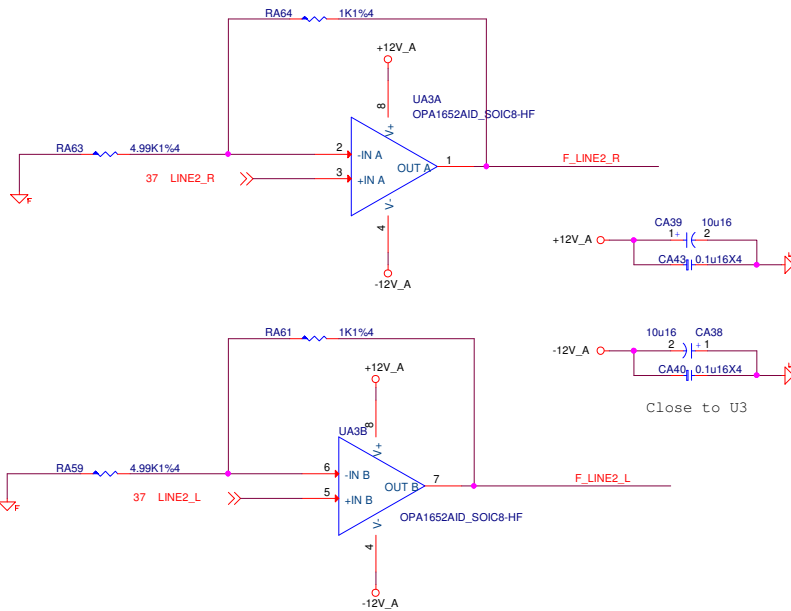 RA64 1K1%4
+12V_A
8
UA3A
OPA1652AID_SOIC8-HF
V+
RA63 4.99K1%4
2 -IN A
OUT A 1
F_LINE2_R
37 LINE2_R
3 +IN A
V-
4
-12V_A
CA39 10u16
+12V_A
1 + 2
CA43 0.1u16X4
F
RA61 1K1%4
+12V_A
8
UA3B
V+
RA59 4.99K1%4
6 -IN B
OUT B 7
F_LINE2_L
37 LINE2_L
5 +IN B
OPA1652AID_SOIC8-HF
V-
4
-12V_A
10u16 CA38
-12V_A
2 + 1
CA40 0.1u16X4
Close to U3
F